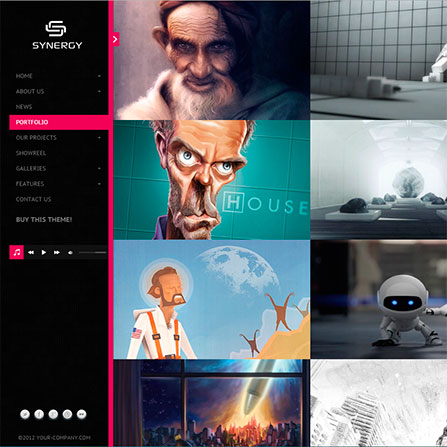 SYNERGY
HOME
ABOUT US
NEWS
PORTFOLIO
OUR PROJECTS
SHOWREEL
GALLERIES
FEATURES
CONTACT US
BUY THIS THEME!
HOUSE
©2012 YOUR-COMPANY.COM